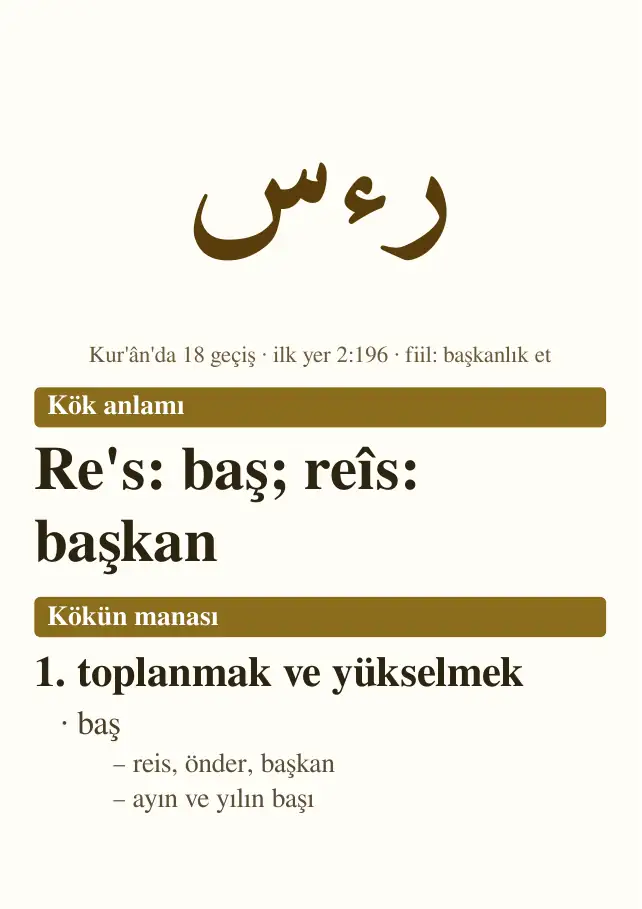 رءس
Kur'ân'da 18 geçiş · ilk yer 2:196 · fiil: başkanlık et
Kök anlamı
Re's: baş; reîs:
başkan
Kökün manası
1. toplanmak ve yükselmek
· baş
– reis, önder, başkan
– ayın ve yılın başı